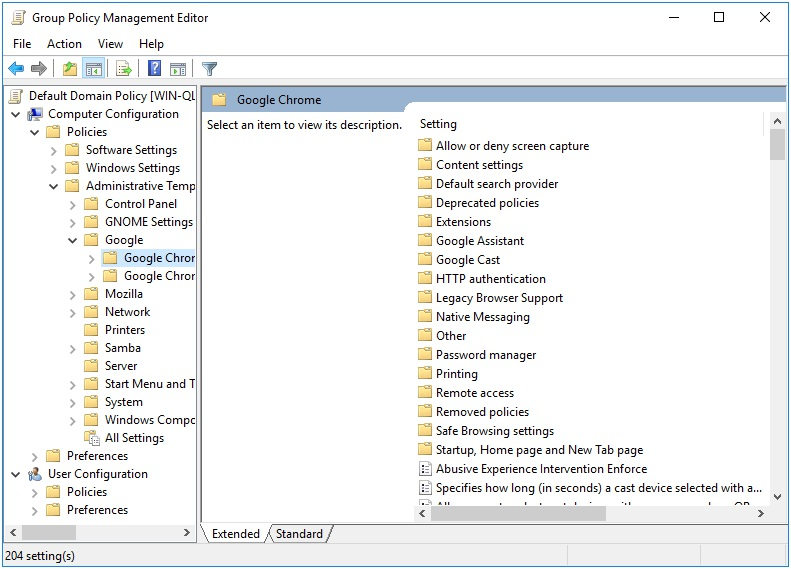 Group Policy Management Editor
File Action View Help
Default Domain Policy [WIN-QL
Computer Configuration
Policies
Software Settings
Windows Settings
Administrative Temp
Control Panel
GNOME Settings
Google
Google Chror
Google Chror
Mozilla
Network
Printers
Samba
Server
Start Menu and T
System
Windows Compo
All Settings
Preferences
User Configuration
Policies
Preferences
Google Chrome
Select an item to view its description.
Setting
Allow or deny screen capture
Content settings
Default search provider
Deprecated policies
Extensions
Google Assistant
Google Cast
HTTP authentication
Legacy Browser Support
Native Messaging
Other
Password manager
Printing
Remote access
Removed policies
Safe Browsing settings
Startup, Home page and New Tab page
Abusive Experience Intervention Enforce
Specifies how long (in seconds) a cast device selected with a...
Extended Standard
204 setting(s)